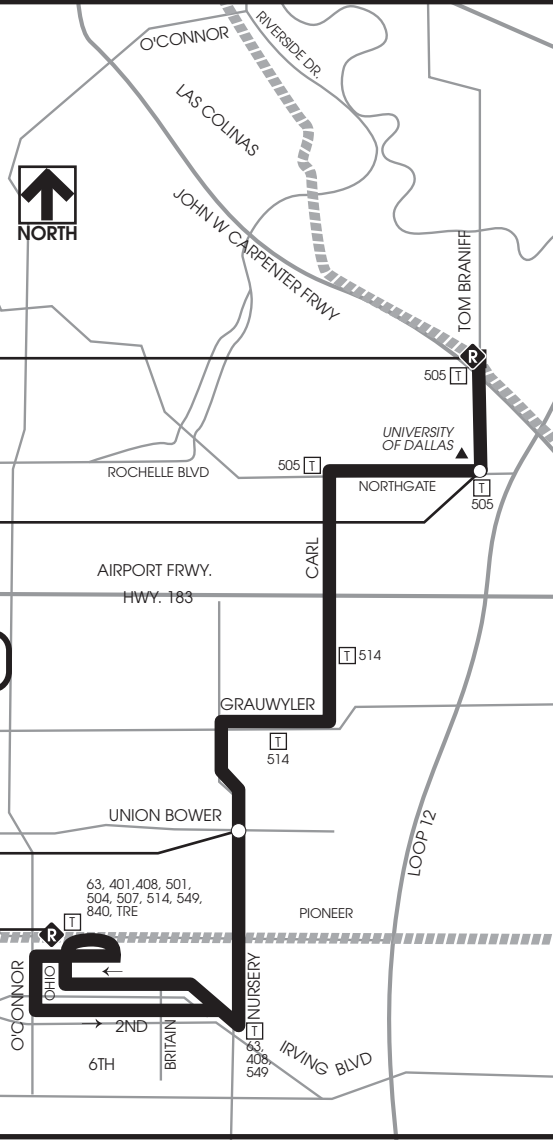 O'CONNOR
RIVERSIDE DR.
LAS COLINAS
NORTH
JOHN W CARPENTER FRWY
TOM BRANIFF
R
505 T
UNIVERSITY
OF DALLAS
505 T
ROCHELLE BLVD
NORTHGATE
T
505
CARL
AIRPORT FRWY.
HWY. 183
T 514
GRAUWYLER
T
514
UNION BOWER
LOOP 12
63, 401,408, 501,
504, 507, 514, 549,
840, TRE
T
R
PIONEER
O'CONNOR
OHIO
←
→ 2ND
6TH
BRITAIN
NURSERY
T
63,
408,
549
IRVING BLVD